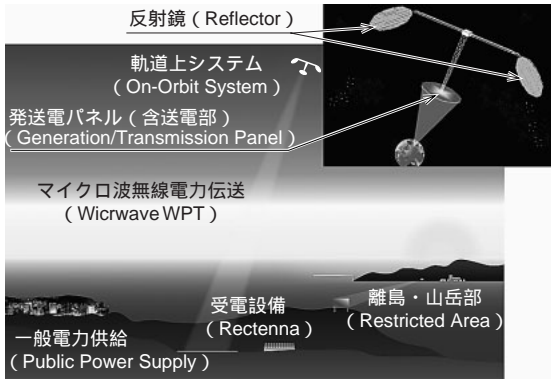 反射鏡（Reflector）
軌道上システム
（On-Orbit System）
発送電パネル（含送電部）
（Generation/Transmission Panel）
マイクロ波無線電力伝送
（Wicrwave WPT）
受電設備
（Rectenna）
離島・山岳部
（Restricted Area）
一般電力供給
（Public Power Supply）